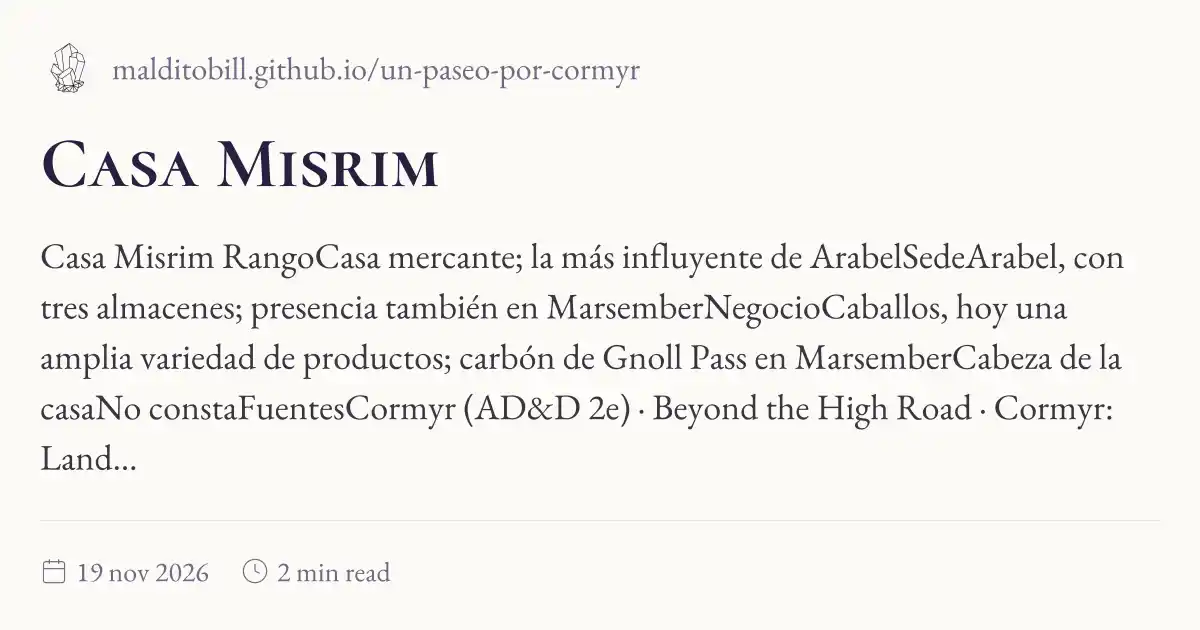 malditobill.github.io/un-paseo-por-cormyr
Casa Misrim
Casa Misrim RangoCasa mercante; la más influyente de ArabelSedeArabel, con
tres almacenes; presencia también en MarsemberNegocioCaballos, hoy una
amplia variedad de productos; carbón de Gnoll Pass en MarsemberCabeza de la
casaNo constaFuentesCormyr (AD&D 2e) · Beyond the High Road · Cormyr:
Land...
19 nov 2026 2 min read